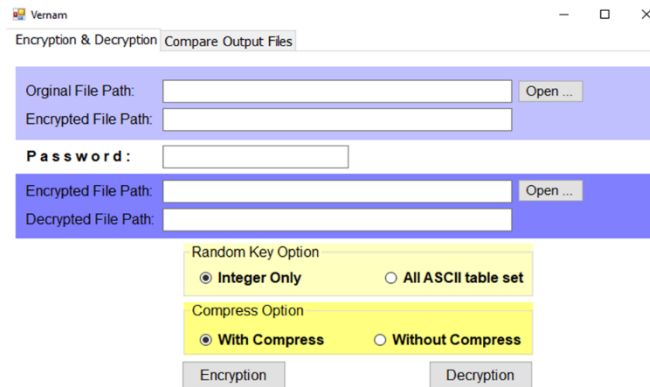 Vernam
Encryption & Decryption Compare Output Files
Orginal File Path: Open ...
Encrypted File Path:
Password:
Encrypted File Path: Open ...
Decrypted File Path:
Random Key Option
Integer Only All ASCII table set
Compress Option
With Compress Without Compress
Encryption Decryption